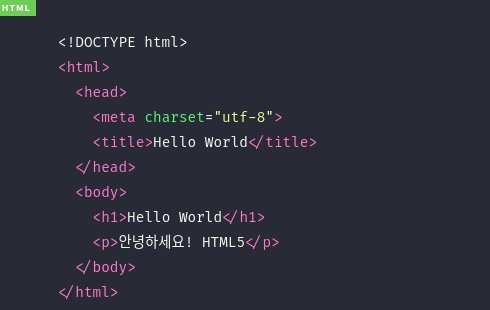 HTML
<!DOCTYPE html>
<html>
  <head>
    <meta charset="utf-8">
    <title>Hello World</title>
  </head>
  <body>
    <h1>Hello World</h1>
    <p>안녕하세요! HTML5</p>
  </body>
</html>